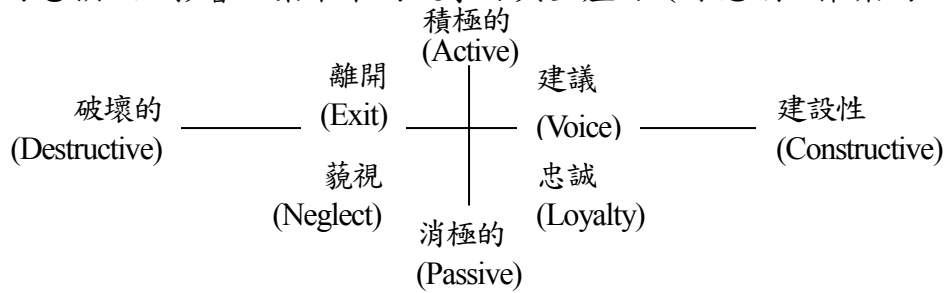 積極的
(Active)
離開
(Exit)
建議
(Voice)
破壞的
(Destructive)
建設性
(Constructive)
藐視
(Neglect)
忠誠
(Loyalty)
消極的
(Passive)